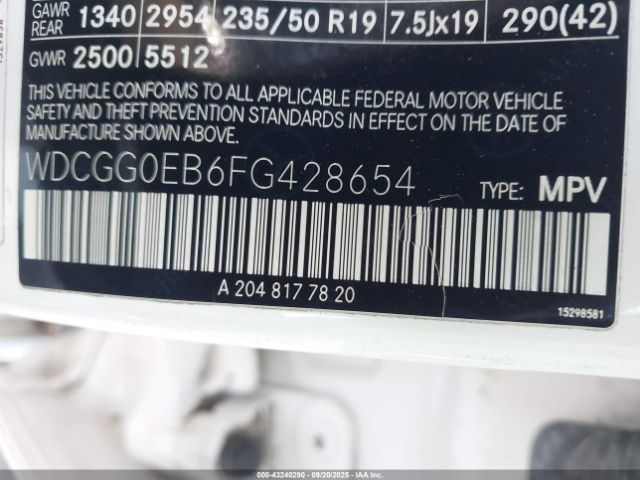 GAWR REAR 1340 2954 235/50 R19 7.5Jx19 290(42)
GVWR 2500 5512
THIS VEHICLE CONFORMS TO ALL APPLICABLE FEDERAL MOTOR VEHICLE
SAFETY AND THEFT PREVENTION STANDARDS IN EFFECT ON THE DATE OF
MANUFACTURE SHOWN ABOVE.
WDCGG0EB6FG428654 TYPE: MPV
A 204 817 78 20
15298581
000-43240290 - 09/20/2025 - © COPYRIGHT IAA, LLC